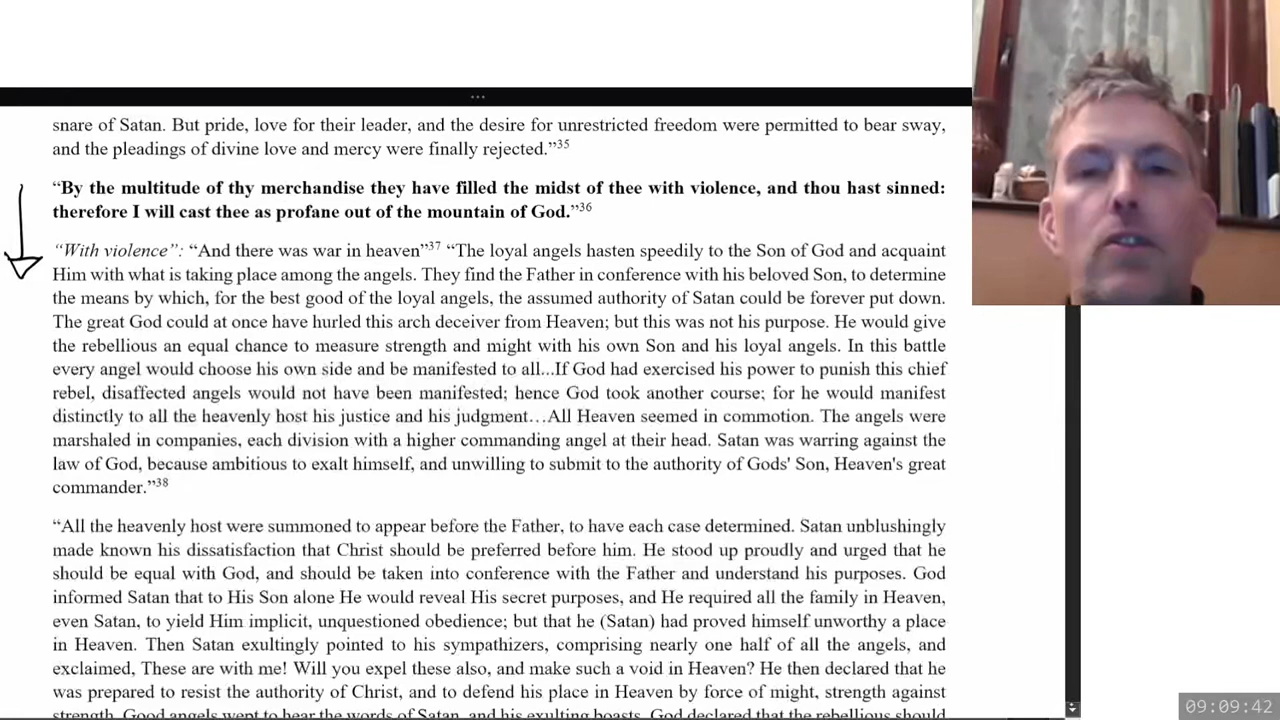 snare of Satan. But pride, love for their leader, and the desire for unrestricted freedom were permitted to bear sway,
and the pleadings of divine love and mercy were finally rejected.”35
“By the multitude of thy merchandise they have filled the midst of thee with violence, and thou hast sinned:
therefore I will cast thee as profane out of the mountain of God.”36
“With violence”: “And there was war in heaven”37 “The loyal angels hasten speedily to the Son of God and acquaint
Him with what is taking place among the angels. They find the Father in conference with his beloved Son, to determine
the means by which, for the best good of the loyal angels, the assumed authority of Satan could be forever put down.
The great God could at once have hurled this arch deceiver from Heaven; but this was not his purpose. He would give
the rebellious an equal chance to measure strength and might with his own Son and his loyal angels. In this battle
every angel would choose his own side and be manifested to all...If God had exercised his power to punish this chief
rebel, disaffected angels would not have been manifested; hence God took another course; for he would manifest
distinctly to all the heavenly host his justice and his judgment…All Heaven seemed in commotion. The angels were
marshaled in companies, each division with a higher commanding angel at their head. Satan was warring against the
law of God, because ambitious to exalt himself, and unwilling to submit to the authority of Gods' Son, Heaven's great
commander.”38
“All the heavenly host were summoned to appear before the Father, to have each case determined. Satan unblushingly
made known his dissatisfaction that Christ should be preferred before him. He stood up proudly and urged that he
should be equal with God, and should be taken into conference with the Father and understand his purposes. God
informed Satan that to His Son alone He would reveal His secret purposes, and He required all the family in Heaven,
even Satan, to yield Him implicit, unquestioned obedience; but that he (Satan) had proved himself unworthy a place
in Heaven. Then Satan exultingly pointed to his sympathizers, comprising nearly one half of all the angels, and
exclaimed, These are with me! Will you expel these also, and make such a void in Heaven? He then declared that he
was prepared to resist the authority of Christ, and to defend his place in Heaven by force of might, strength against
strength. Good angels wept to hear the words of Satan, and his exulting boasts. God declared that the rebellious should
09:09:42